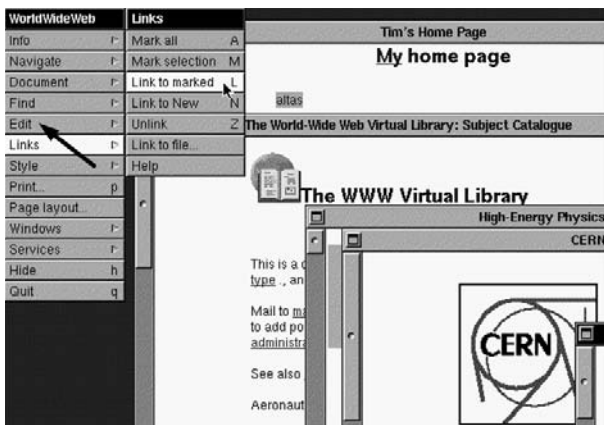 WorldWideWeb
Info
Navigate
Document
Find
Edit
Links
Style
Print... p
Page layout...
Windows
Services
Hide h
Quit q
Links
Mark all A
Mark selection M
Link to marked L
Link to New N
Unlink Z
Link to file...
Help
Tim's Home Page
My home page
altas
The World-Wide Web Virtual Library: Subject Catalogue
The WWW Virtual Library
This is a
type ., an
Mail to
to add po
administra
See also
Aeronaut
High-Energy Physics
CERN
CERN